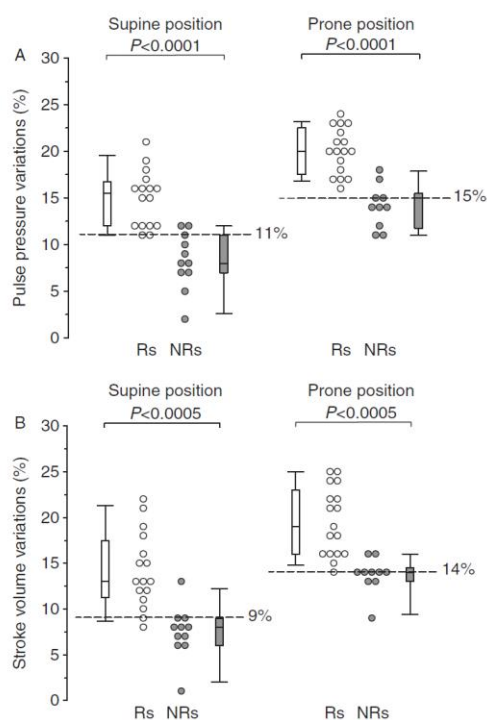 A
Supine position
P<0.0001
Prone position
P<0.0001
Pulse pressure variations (%)
30
25
20
15
10
5
0
11%
15%
Rs NRs
Rs NRs
B
Supine position
P<0.0005
Prone position
P<0.0005
Stroke volume variations (%)
30
25
20
15
10
5
0
9%
14%
Rs NRs
Rs NRs